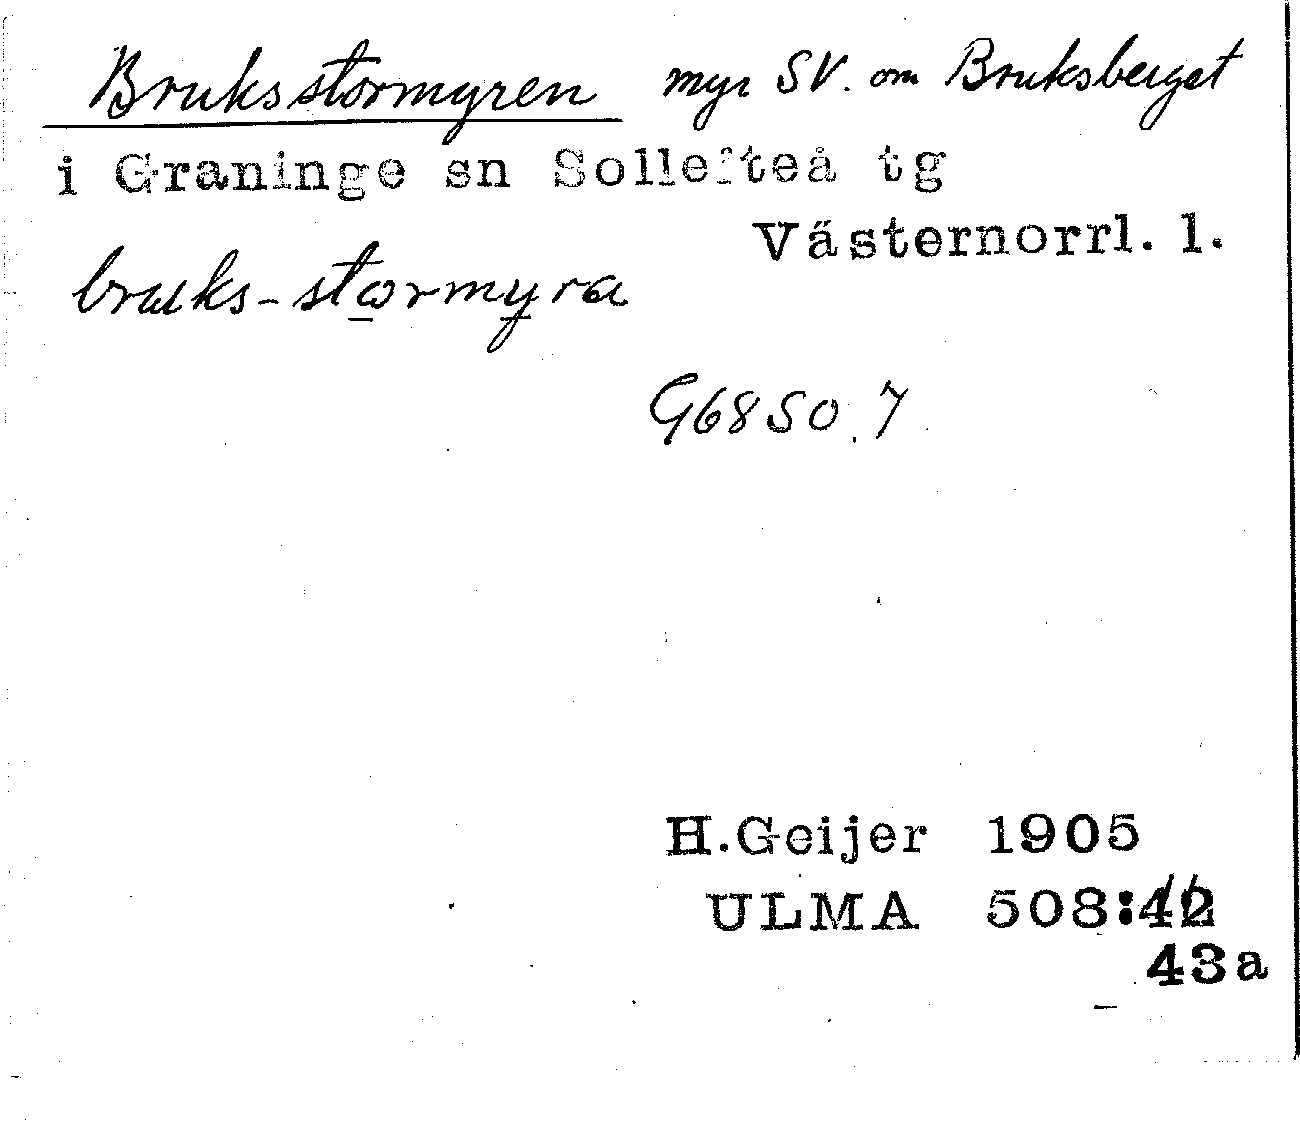 Bruksstormyren myr SV. om Bruksberget
i Graninge sn Sollefteå tg
Västernorrl. l.
bruks-stormyra
G6850.7
H.Geijer 1905
ULMA 508:42
43a